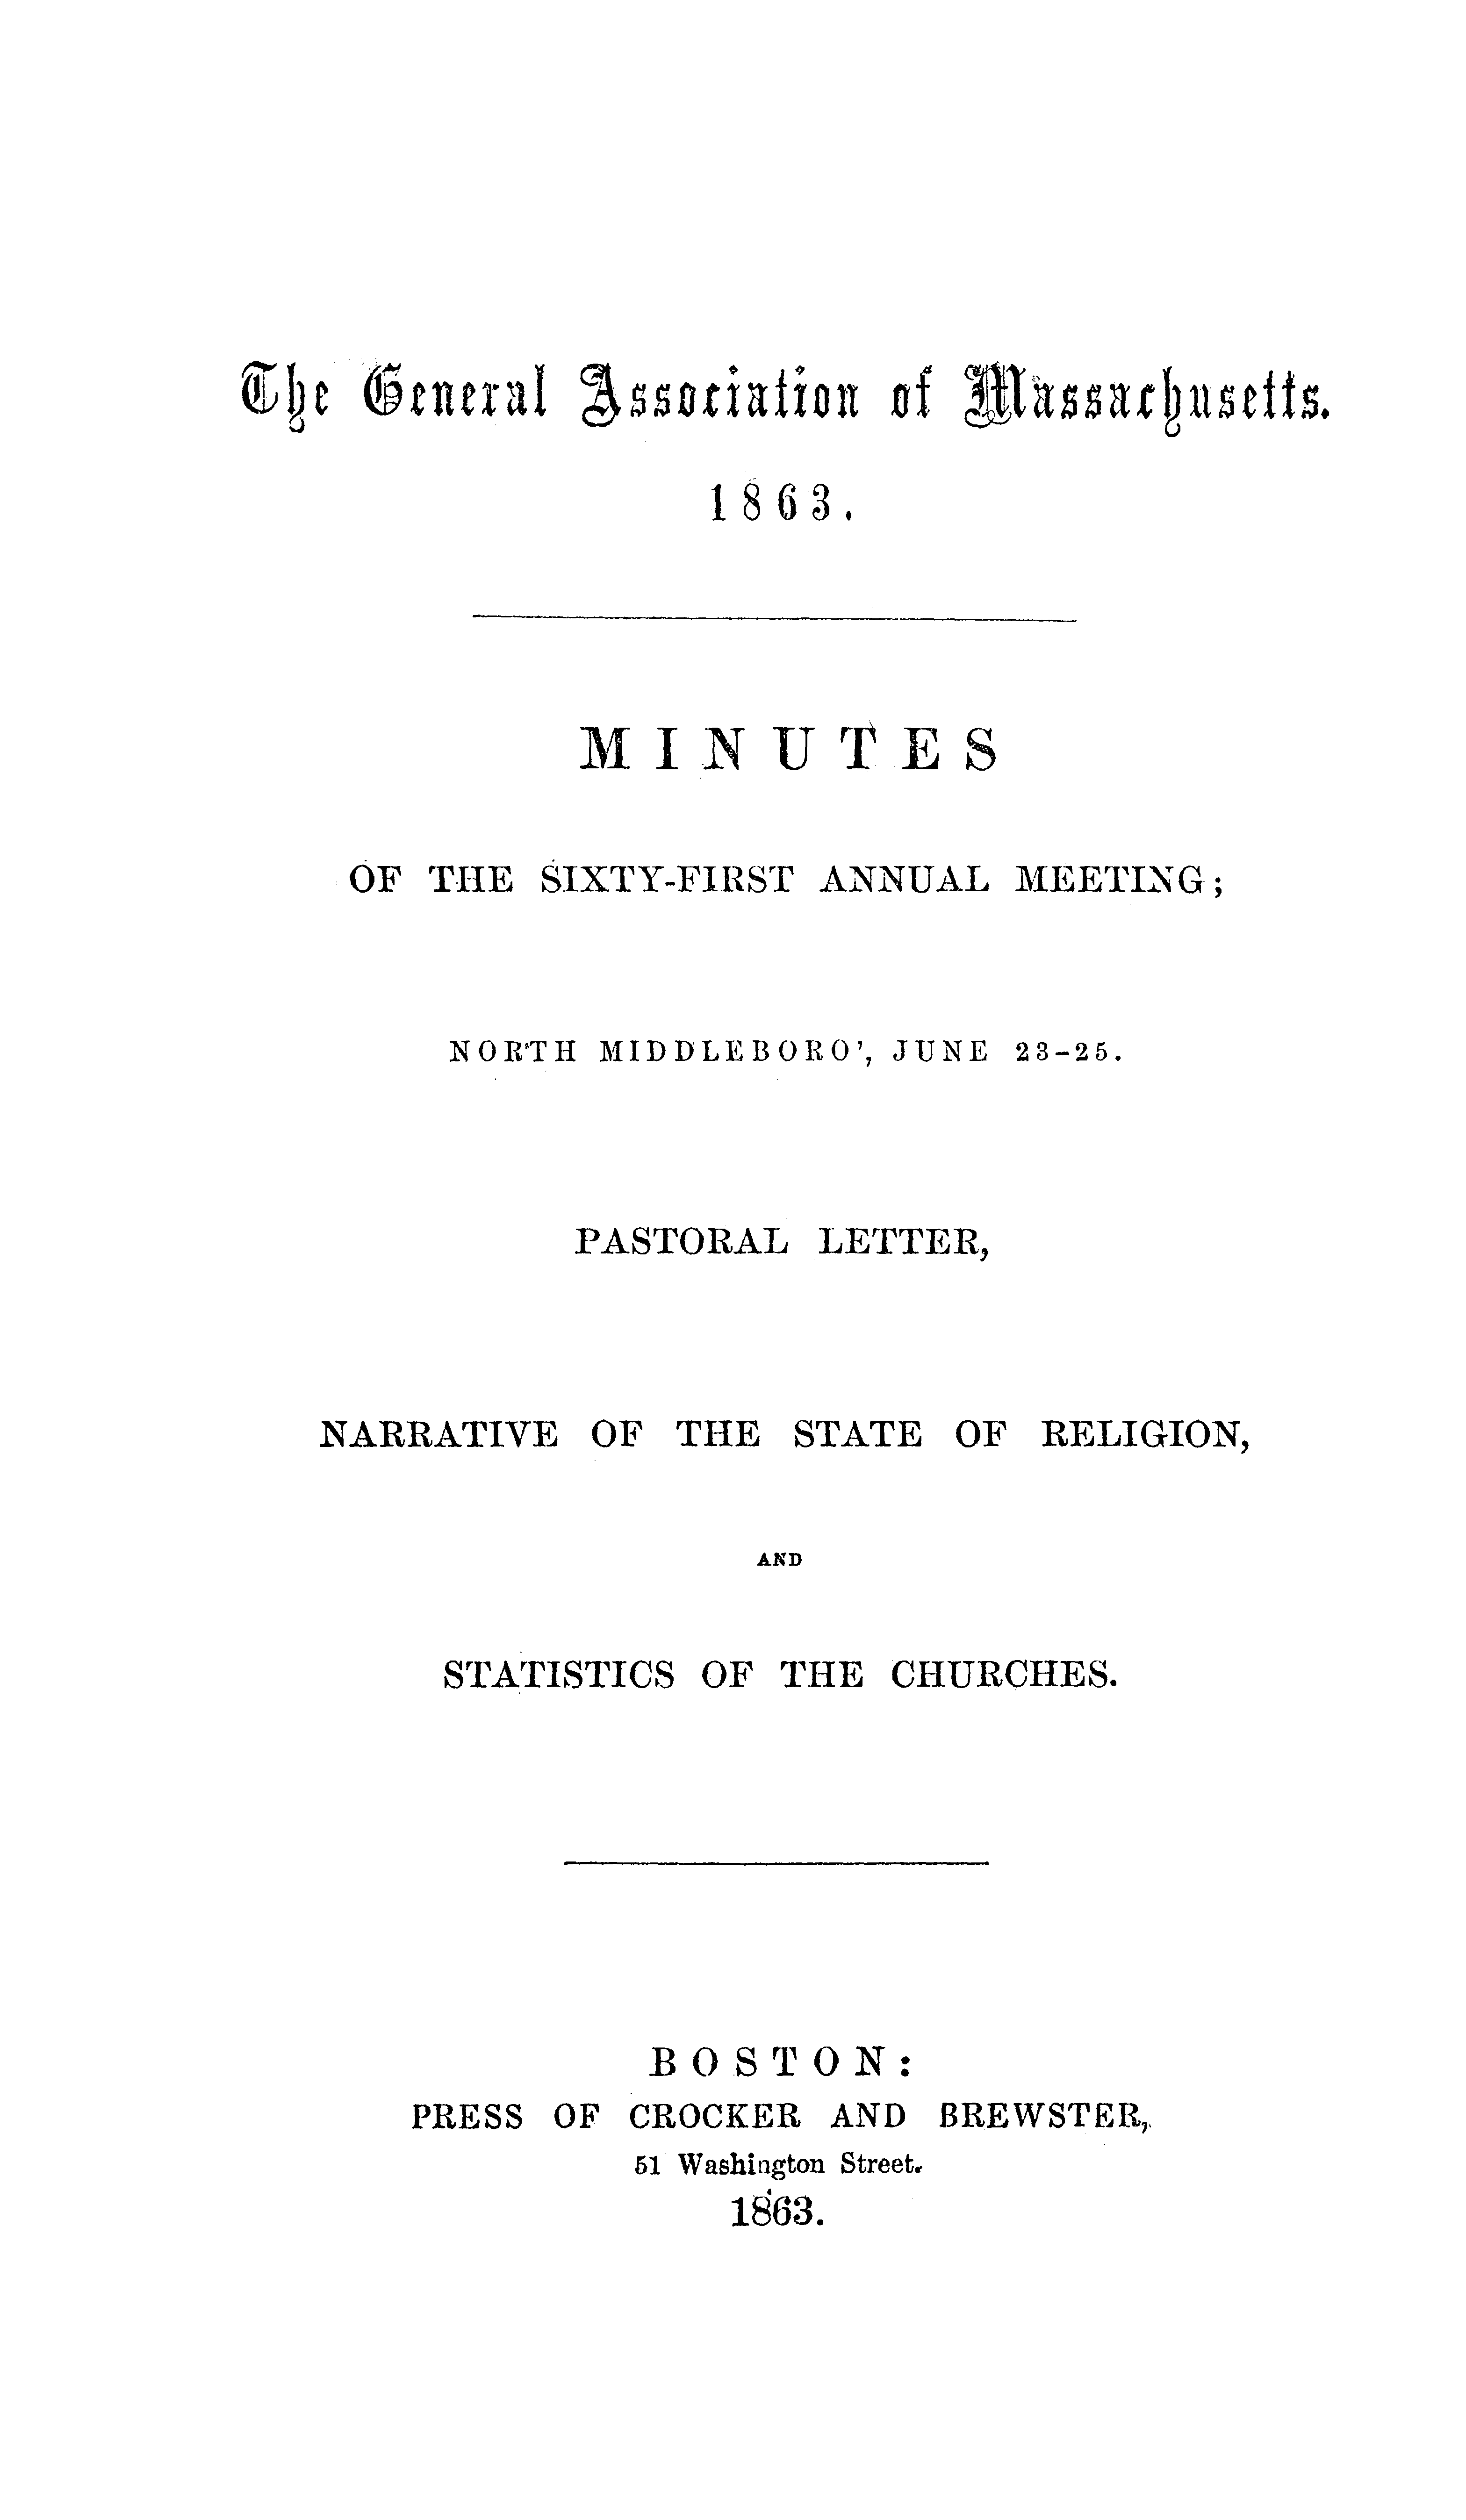 The General Association of Massachusetts.
1863.
MINUTES
OF THE SIXTY-FIRST ANNUAL MEETING;
NORTH MIDDLEBORO', JUNE 23-25.
PASTORAL LETTER,
NARRATIVE OF THE STATE OF RELIGION,
AND
STATISTICS OF THE CHURCHES.
BOSTON:
PRESS OF CROCKER AND BREWSTER,
51 Washington Street.
1863.